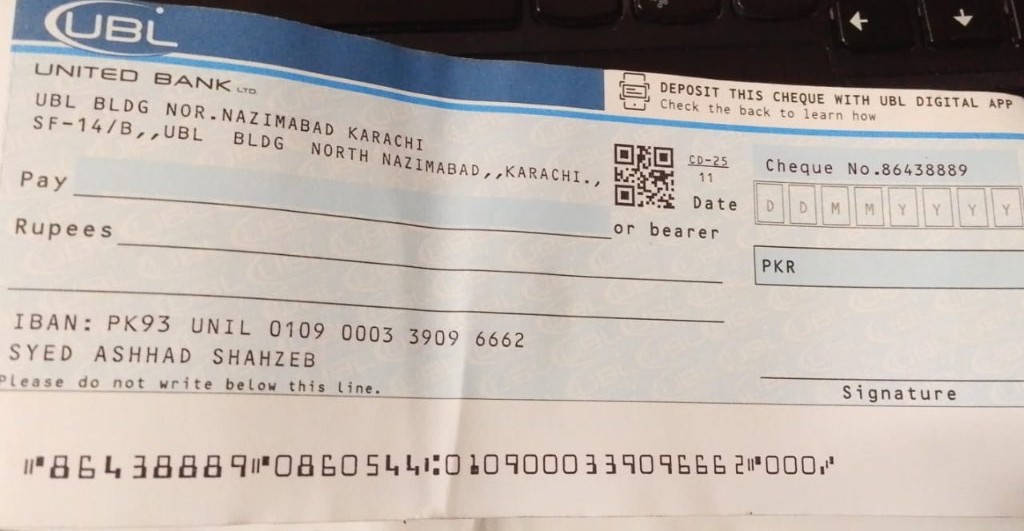 UBL
UNITED BANK LTD.
UBL BLDG NOR.NAZIMABAD KARACHI
SF-14/B,,UBL BLDG NORTH NAZIMABAD,,KARACHI.,
DEPOSIT THIS CHEQUE WITH UBL DIGITAL APP
Check the back to learn how
CD-25
11
Cheque No.86438889
Date D D M M Y Y Y Y
Pay or bearer
Rupees
PKR
IBAN: PK93 UNIL 0109 0003 3909 6662
SYED ASHHAD SHAHZEB
Please do not write below this line.
Signature
⑈86438889⑈0860544⑆0109000339096662⑈000⑇